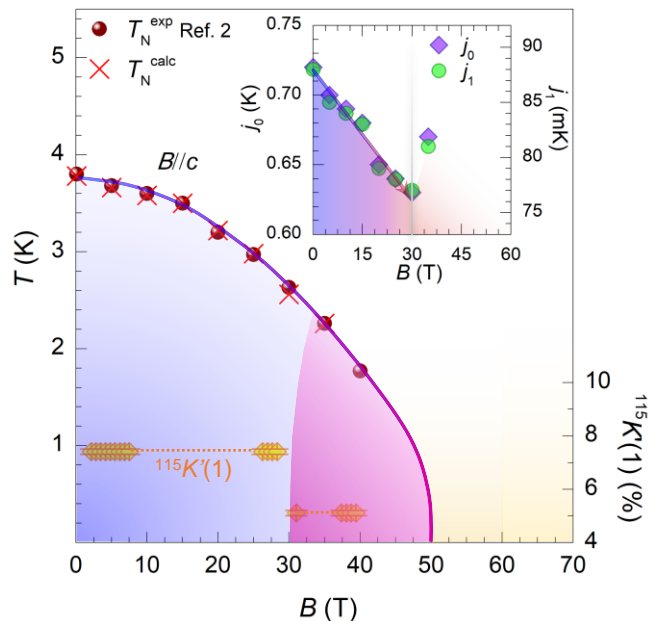 T_N^exp Ref. 2
T_N^calc
B//c
T (K)
5
4
3
2
1
0
10
20
30
40
50
60
70
B (T)
10
8
6
4
¹¹⁵K'(1) (%)
¹¹⁵K'(1)
j₀
j₁
j₀ (K)
0.75
0.70
0.65
0.60
0
15
30
45
60
B (T)
90
85
80
75
j₁ (mK)